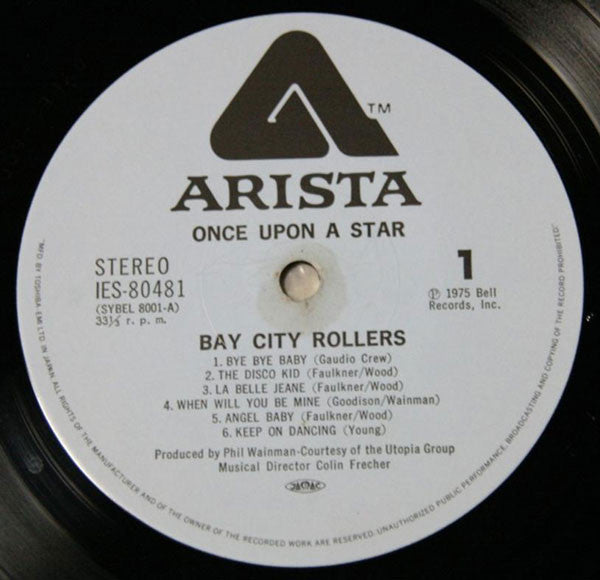 TM
ARISTA
ONCE UPON A STAR
STEREO
IES-80481
(SYBEL 8001-A)
33⅓ r. p. m.
1
Ⓟ 1975 Bell
Records, Inc.
BAY CITY ROLLERS
1. BYE BYE BABY (Gaudio Crew)
2. THE DISCO KID (Faulkner/Wood)
3. LA BELLE JEANE (Faulkner/Wood)
4. WHEN WILL YOU BE MINE (Goodison/Wainman)
5. ANGEL BABY (Faulkner/Wood)
6. KEEP ON DANCING (Young)
Produced by Phil Wainman-Courtesy of the Utopia Group
Musical Director Colin Frecher
JASRAC
"MFD BY TOSHIBA EMI LTD. IN JAPAN ALL RIGHTS OF THE MANUFACTURER AND OF THE OWNER OF THE RECORDED WORK ARE RESERVED: UNAUTHORIZED PUBLIC PERFORMANCE, BROADCASTING AND COPYING OF THE RECORD PROHIBITED"